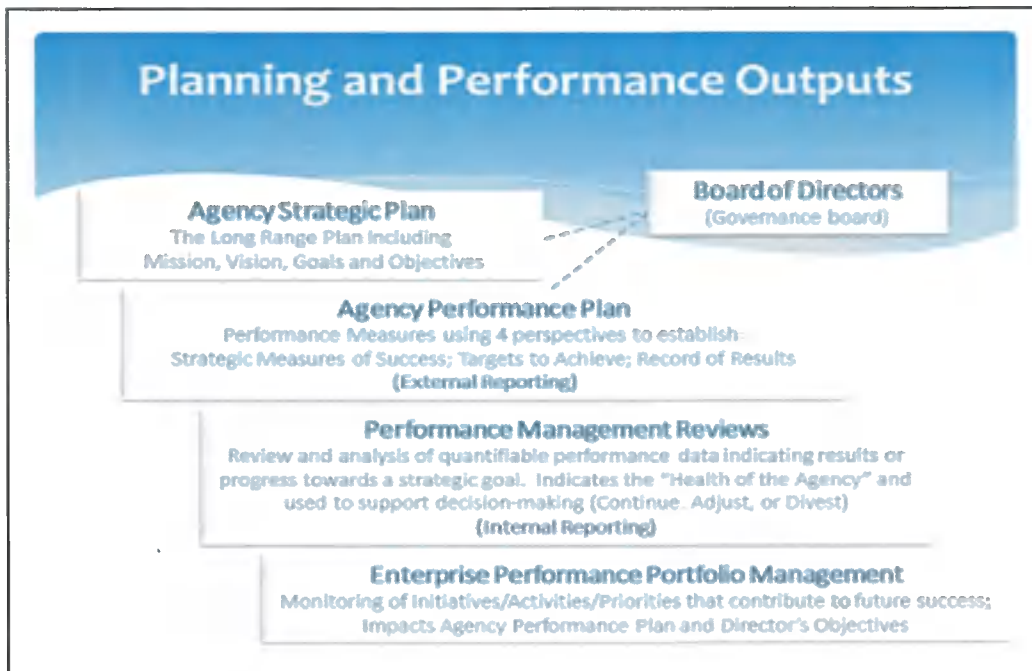 Planning and Performance Outputs
Agency Strategic Plan
The Long Range Plan Including
Mission, Vision, Goals and Objectives
Board of Directors
(Governance board)
Agency Performance Plan
Performance Measures using 4 perspectives to establish
Strategic Measures of Success; Targets to Achieve; Record of Results
(External Reporting)
Performance Management Reviews
Review and analysis of quantifiable performance data indicating results or
progress towards a strategic goal. Indicates the "Health of the Agency" and
used to support decision-making (Continue. Adjust, or Divest)
(Internal Reporting)
Enterprise Performance Portfolio Management
Monitoring of Initiatives/Activities/Priorities that contribute to future success;
Impacts Agency Performance Plan and Director's Objectives